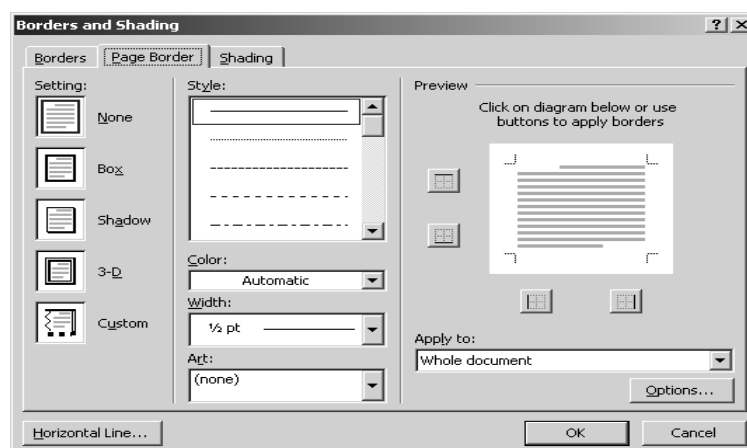 Borders and Shading
Borders
Page Border
Shading
Setting:
None
Box
Shadow
3-D
Custom
Style:
Color:
Automatic
Width:
½ pt
Art:
(none)
Preview
Click on diagram below or use
buttons to apply borders
Apply to:
Whole document
Options...
Horizontal Line...
OK
Cancel